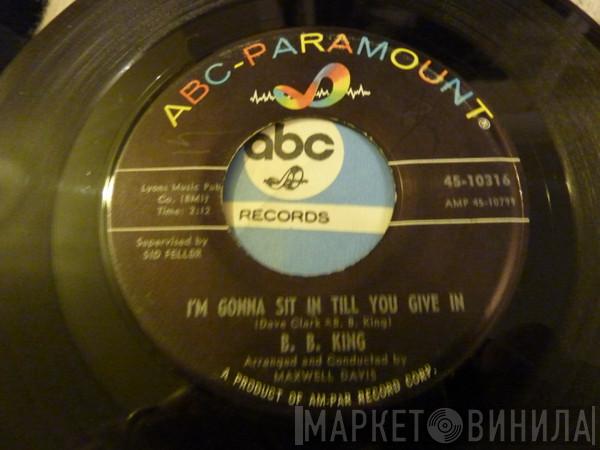 ABC-PARAMOUNT®
abc
RECORDS
Lyons Music Pub.
Co. (BMI)
Time: 2:12
45-10316
AMP 45-10799
Supervised by
SID FELLER
I'M GONNA SIT IN TILL YOU GIVE IN
(Dave Clark & B. B. King)
B. B. KING
Arranged and Conducted by
MAXWELL DAVIS
A PRODUCT OF AM-PAR RECORD CORP.
МАРКЕТ ВИНИЛА